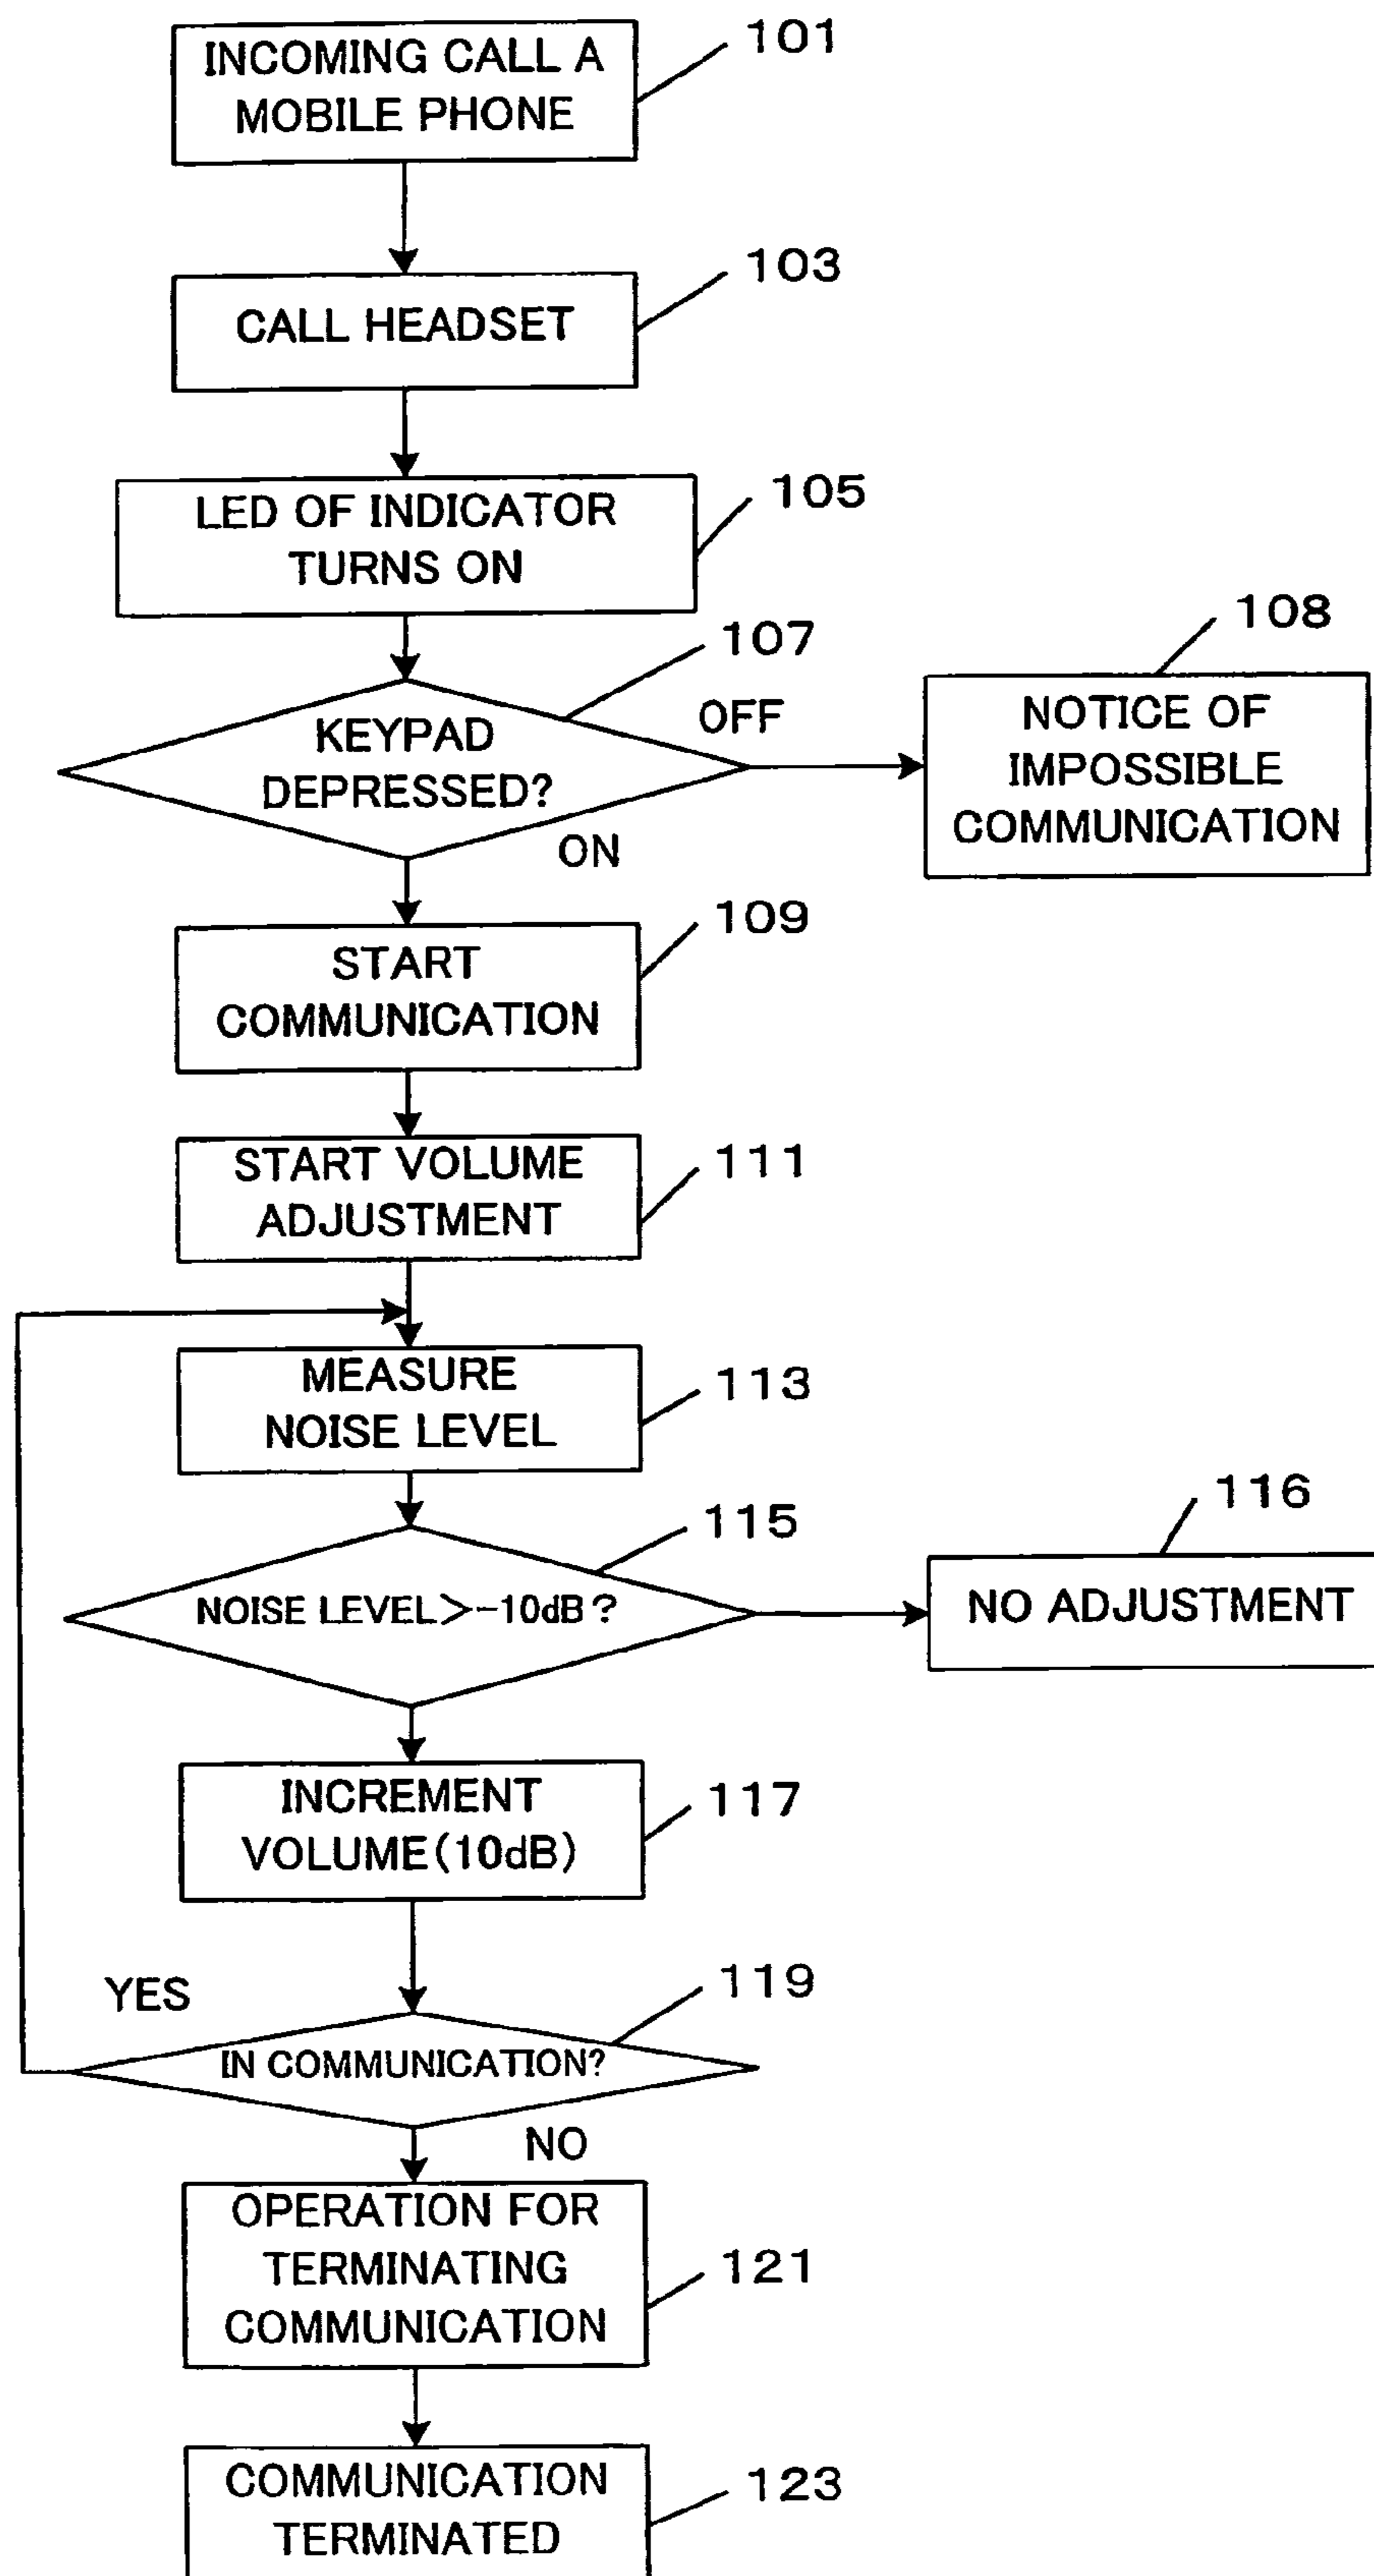 INCOMING CALL A
MOBILE PHONE
101
CALL HEADSET
103
LED OF INDICATOR
TURNS ON
105
KEYPAD
DEPRESSED?
107
OFF
ON
NOTICE OF
IMPOSSIBLE
COMMUNICATION
108
START
COMMUNICATION
109
START VOLUME
ADJUSTMENT
111
MEASURE
NOISE LEVEL
113
NOISE LEVEL>-10dB?
115
NO ADJUSTMENT
116
INCREMENT
VOLUME(10dB)
117
YES
IN COMMUNICATION?
119
NO
OPERATION FOR
TERMINATING
COMMUNICATION
121
COMMUNICATION
TERMINATED
123